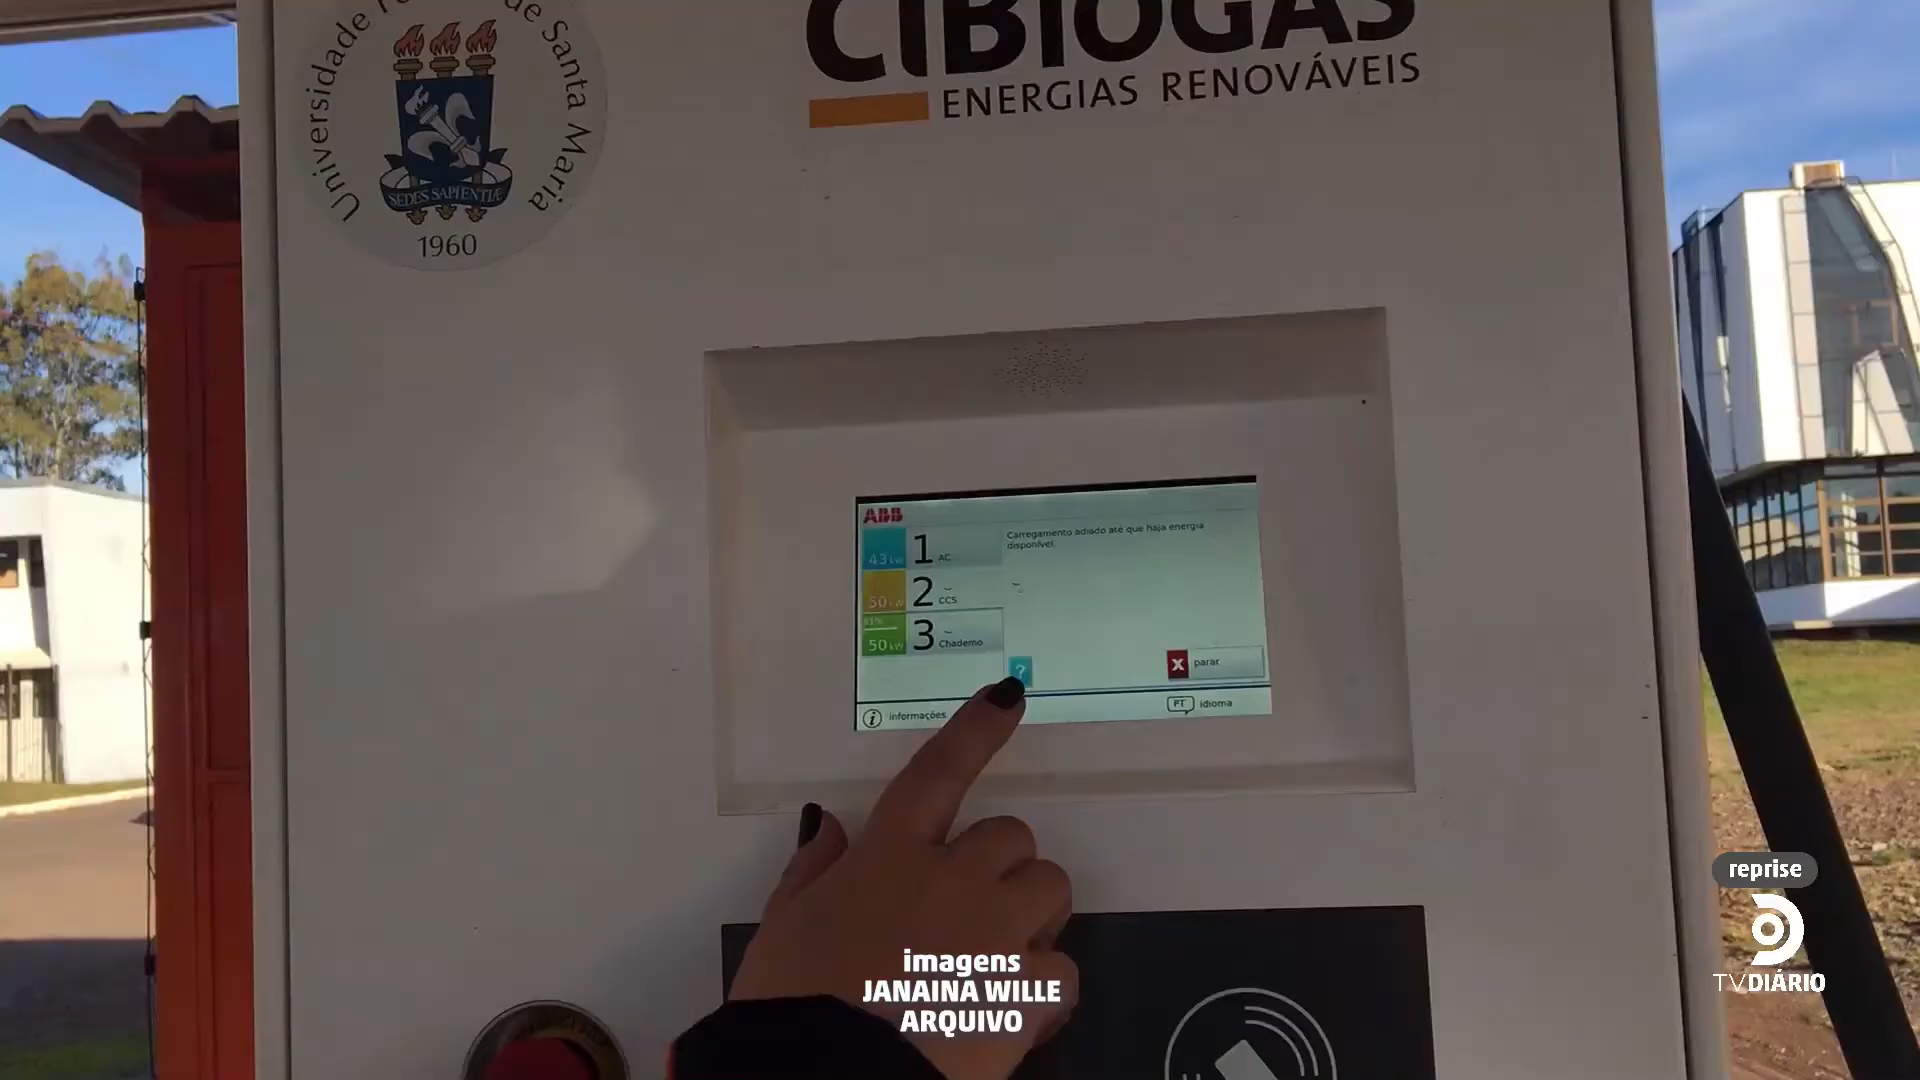 Universidade de Santa Maria
SEDES SAPIENTIÆ
1960
CIBIOGÁS
ENERGIAS RENOVÁVEIS
ABB
43 kW 1 AC
50 kW 2 CCS
50 kW 3 Chademo
Carregamento adiado até que haja energia
disponível.
?
X parar
i informações
PT idioma
reprise
TV DIÁRIO
imagens
JANAINA WILLE
ARQUIVO